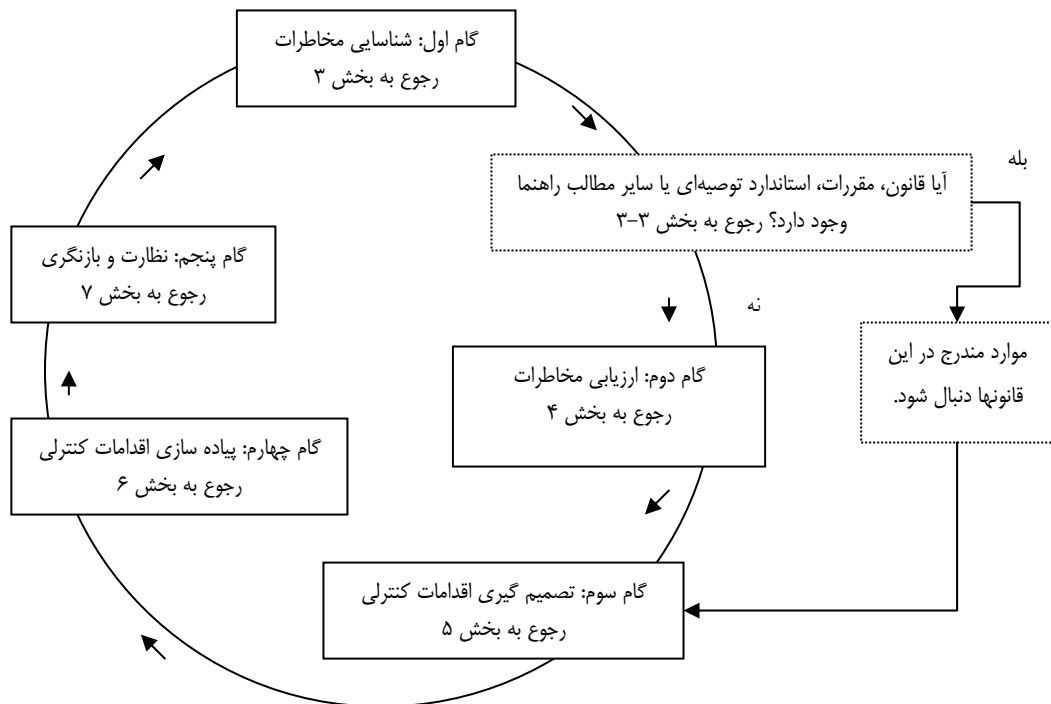 گام اول: شناسایی مخاطرات
رجوع به بخش ۳
بله
آیا قانون، مقررات، استاندارد توصیه‌ای یا سایر مطالب راهنما
وجود دارد؟ رجوع به بخش ۳-۳
گام پنجم: نظارت و بازنگری
رجوع به بخش ۷
نه
موارد مندرج در این
قانونها دنبال شود.
گام دوم: ارزیابی مخاطرات
رجوع به بخش ۴
گام چهارم: پیاده سازی اقدامات کنترلی
رجوع به بخش ۶
گام سوم: تصمیم گیری اقدامات کنترلی
رجوع به بخش ۵